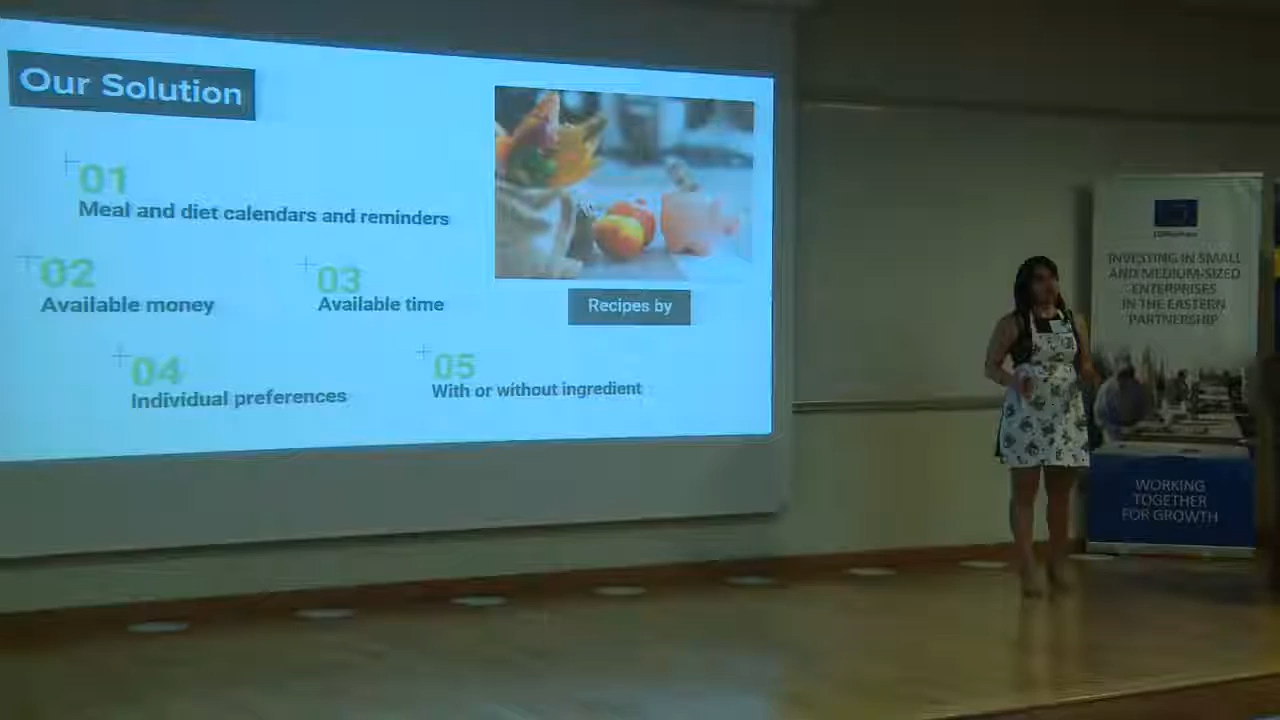 Our Solution
01
Meal and diet calendars and reminders
02
Available money
03
Available time
Recipes by
04
Individual preferences
05
With or without ingredient
INVESTING IN SMALL
AND MEDIUM-SIZED
ENTERPRISES
IN THE EASTERN
PARTNERSHIP
WORKING
TOGETHER
FOR GROWTH